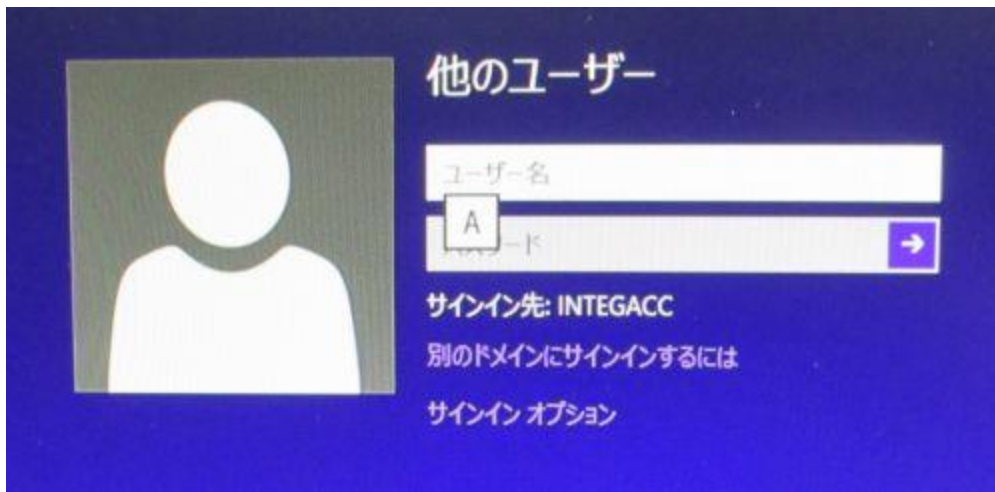 他のユーザー
ユーザー名
A
サインイン先: INTEGACC
別のドメインにサインインするには
サインイン オプション